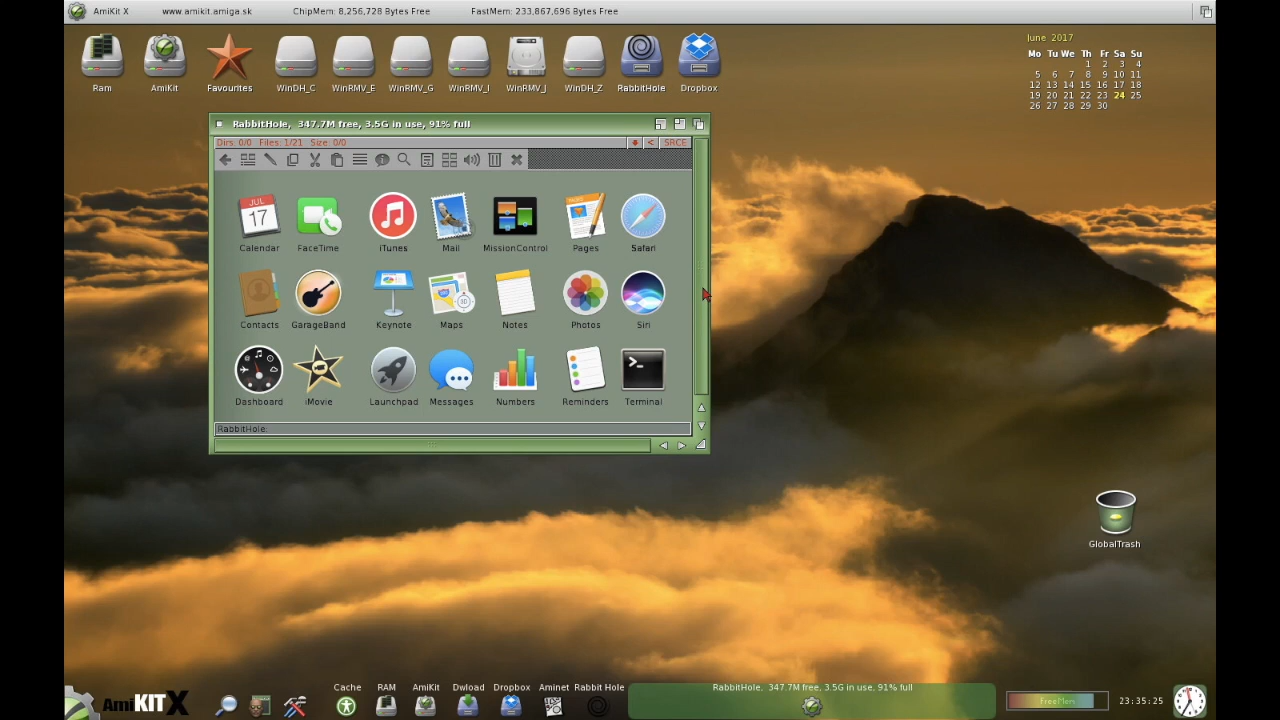 AmiKit X www.amikit.amiga.sk ChipMem: 8,256,728 Bytes Free FastMem: 233,867,696 Bytes Free
Ram AmiKit Favourites WinDH_C WinRMV_E WinRMV_G WinRMV_I WinRMV_J WinDH_Z RabbitHole Dropbox
June 2017
Mo Tu We Th Fr Sa Su
1 2 3 4
5 6 7 8 9 10 11
12 13 14 15 16 17 18
19 20 21 22 23 24 25
26 27 28 29 30
RabbitHole, 347.7M free, 3.5G in use, 91% full
Dirs: 0/0 Files: 1/21 Size: 0/0 < SRCE
JUL
17
Calendar FaceTime iTunes Mail MissionControl Pages Safari
Contacts GarageBand Keynote Maps Notes Photos Siri
Dashboard iMovie Launchpad Messages Numbers Reminders Terminal
RabbitHole:
GlobalTrash
AmiKIT X
Cache RAM AmiKit Dwload Dropbox Aminet Rabbit Hole
RabbitHole, 347.7M free, 3.5G in use, 91% full
FreeMem 23:35:25